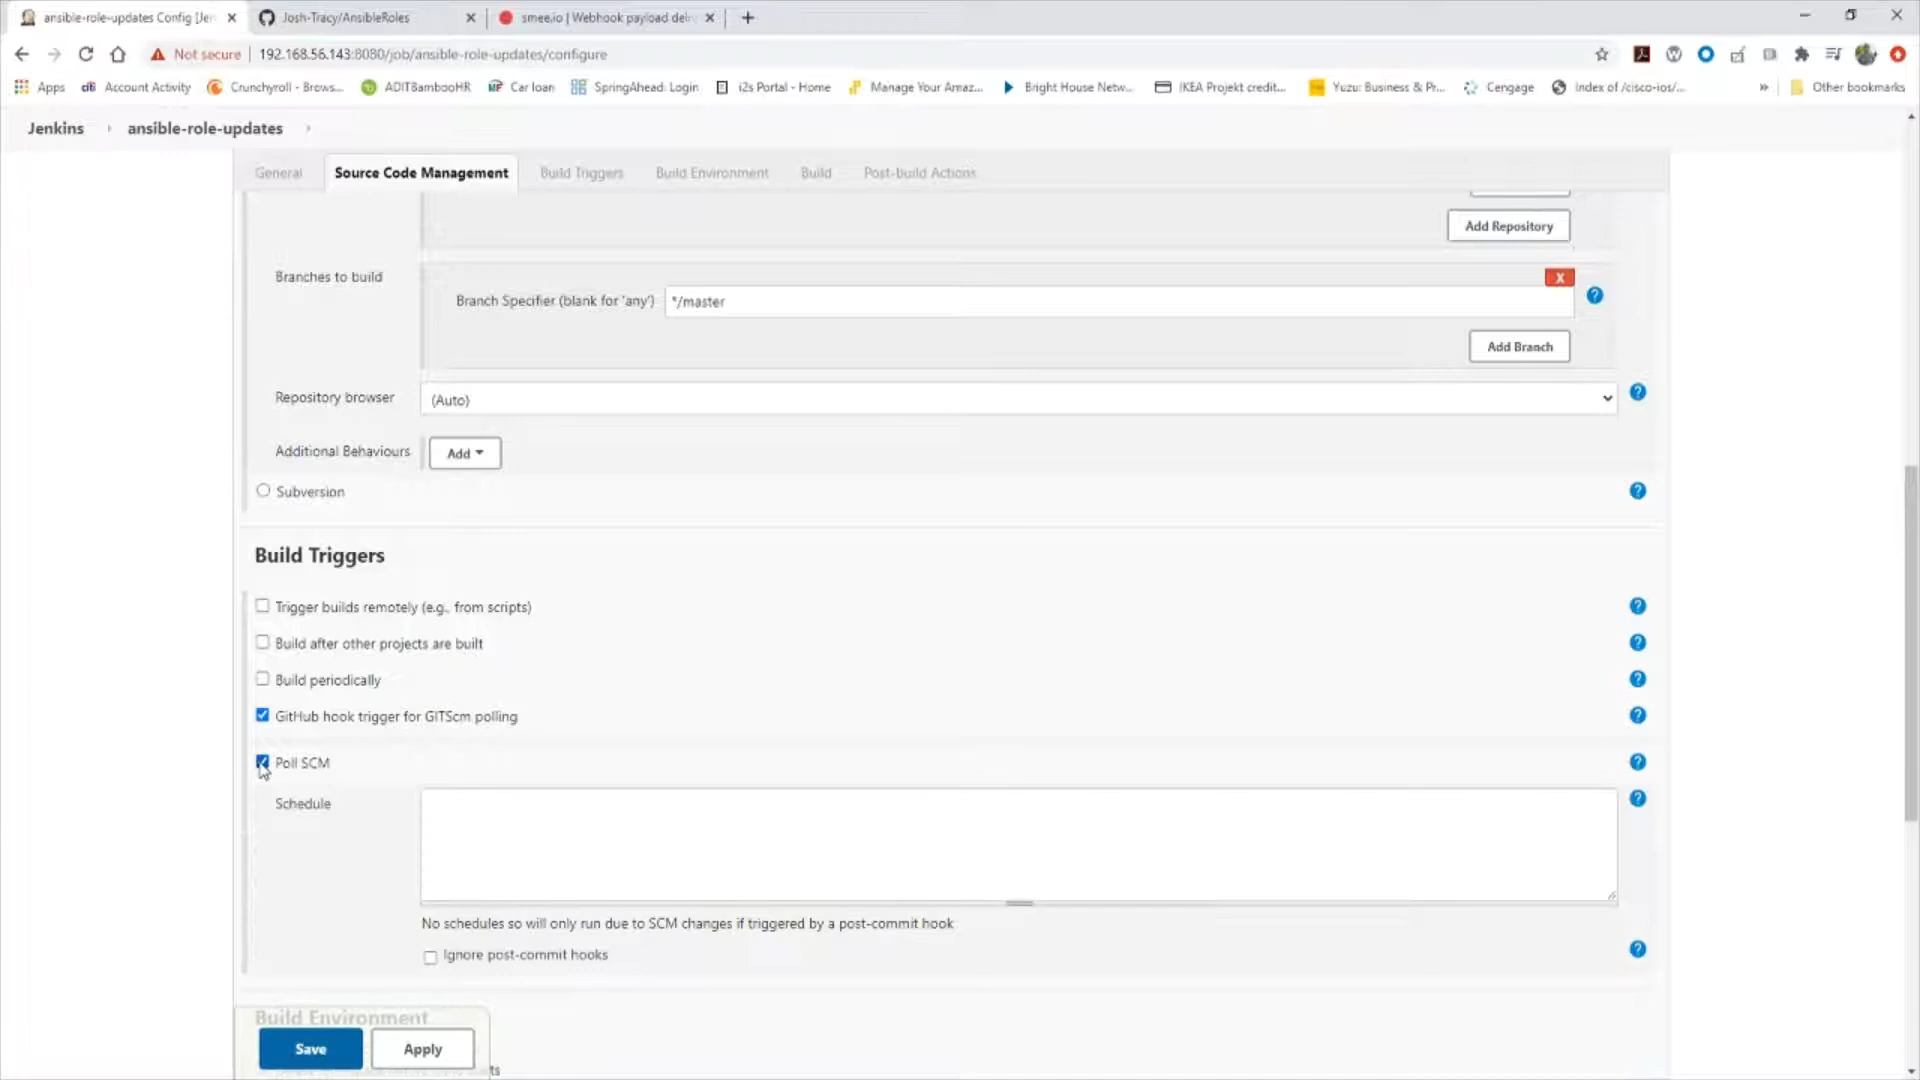 ansible-role-updates Config [Jen
Josh-Tracy/AnsibleRoles
smee.io | Webhook payload deli
Not secure
192.168.56.143:8080/job/ansible-role-updates/configure
Apps
citi Account Activity
Crunchyroll - Brows...
ADITBambooHR
Car loan
SpringAhead: Login
i2s Portal - Home
Manage Your Amaz...
Bright House Netw...
IKEA Projekt credit...
Yuzu: Business & Pr...
Cengage
Index of /cisco-ios/...
»
Other bookmarks
Jenkins
ansible-role-updates
General
Source Code Management
Build Triggers
Build Environment
Build
Post-build Actions
Add Repository
Branches to build
X
Branch Specifier (blank for 'any')
*/master
?
Add Branch
Repository browser
(Auto)
?
Additional Behaviours
Add
Subversion
?
Build Triggers
Trigger builds remotely (e.g., from scripts)
?
Build after other projects are built
?
Build periodically
?
GitHub hook trigger for GITScm polling
?
Poll SCM
?
Schedule
?
No schedules so will only run due to SCM changes if triggered by a post-commit hook
Ignore post-commit hooks
?
Build Environment
Save
Apply